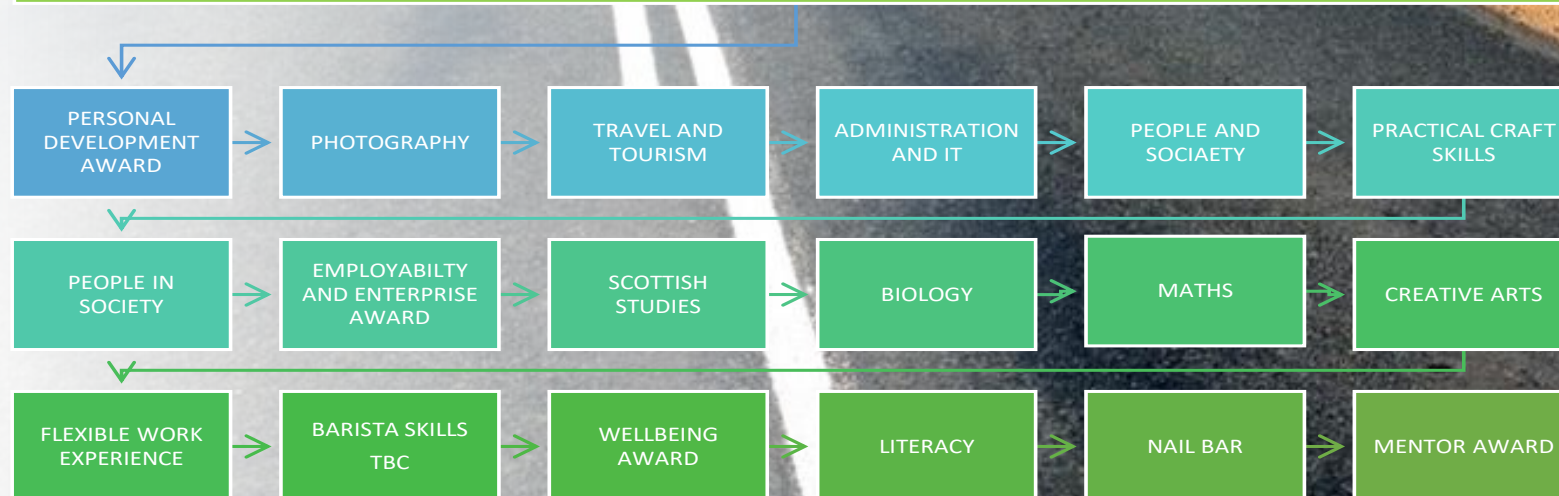 PERSONAL
DEVELOPMENT
AWARD
PHOTOGRAPHY
TRAVEL AND
TOURISM
ADMINISTRATION
AND IT
PEOPLE AND
SOCIAETY
PRACTICAL CRAFT
SKILLS
PEOPLE IN
SOCIETY
EMPLOYABILTY
AND ENTERPRISE
AWARD
SCOTTISH
STUDIES
BIOLOGY
MATHS
CREATIVE ARTS
FLEXIBLE WORK
EXPERIENCE
BARISTA SKILLS
TBC
WELLBEING
AWARD
LITERACY
NAIL BAR
MENTOR AWARD